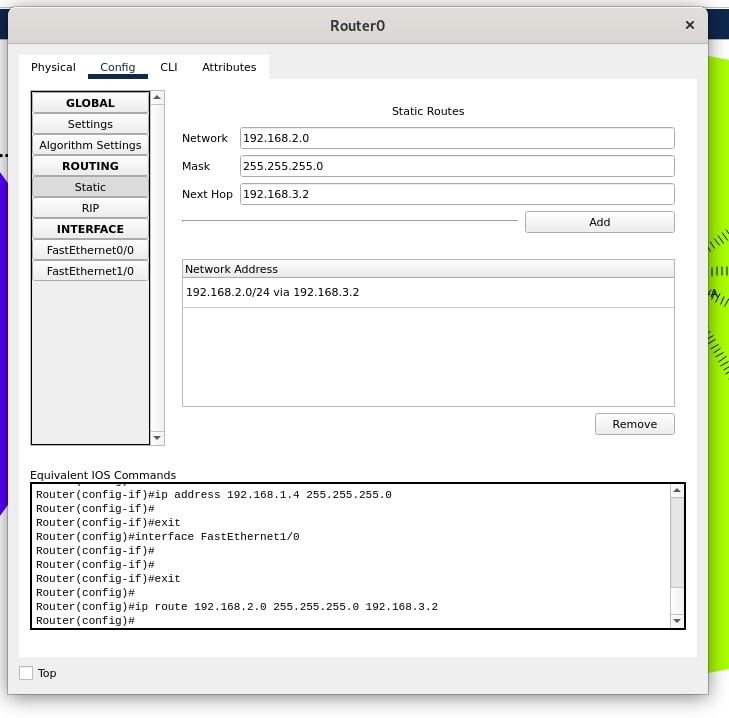 Router0
Physical Config CLI Attributes
GLOBAL
Settings
Algorithm Settings
ROUTING
Static
RIP
INTERFACE
FastEthernet0/0
FastEthernet1/0
Static Routes
Network 192.168.2.0
Mask 255.255.255.0
Next Hop 192.168.3.2
Add
Network Address
192.168.2.0/24 via 192.168.3.2
Remove
Equivalent IOS Commands
Router(config-if)#ip address 192.168.1.4 255.255.255.0
Router(config-if)#
Router(config-if)#exit
Router(config)#interface FastEthernet1/0
Router(config-if)#
Router(config-if)#
Router(config-if)#exit
Router(config)#
Router(config)#ip route 192.168.2.0 255.255.255.0 192.168.3.2
Router(config)#
Top